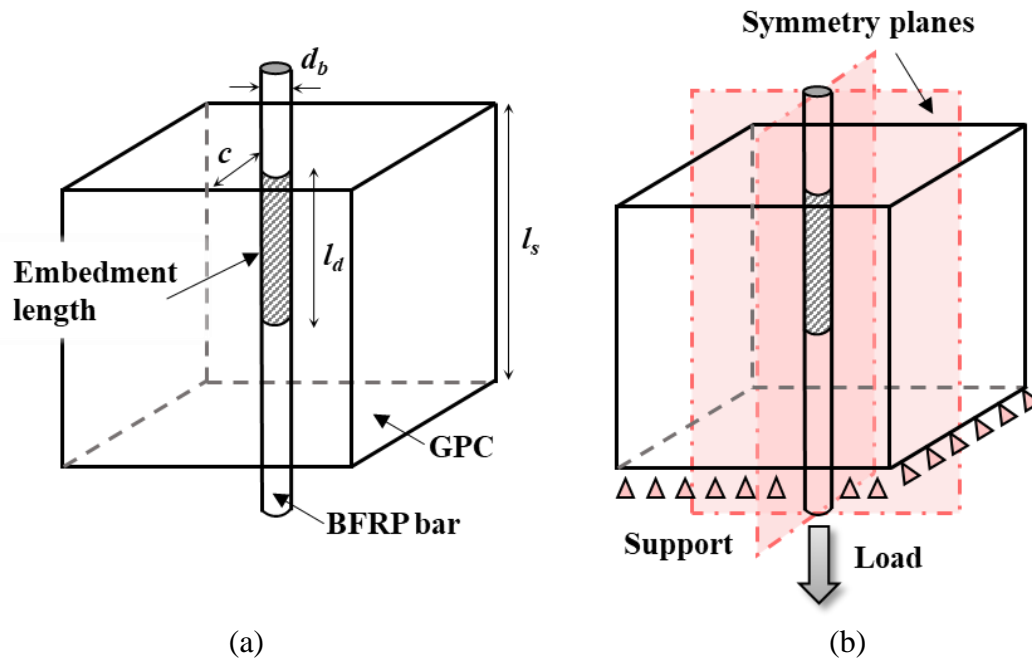 d_b
c
l_d
l_s
Embedment
length
GPC
BFRP bar
(a)
Symmetry planes
Support
Load
(b)